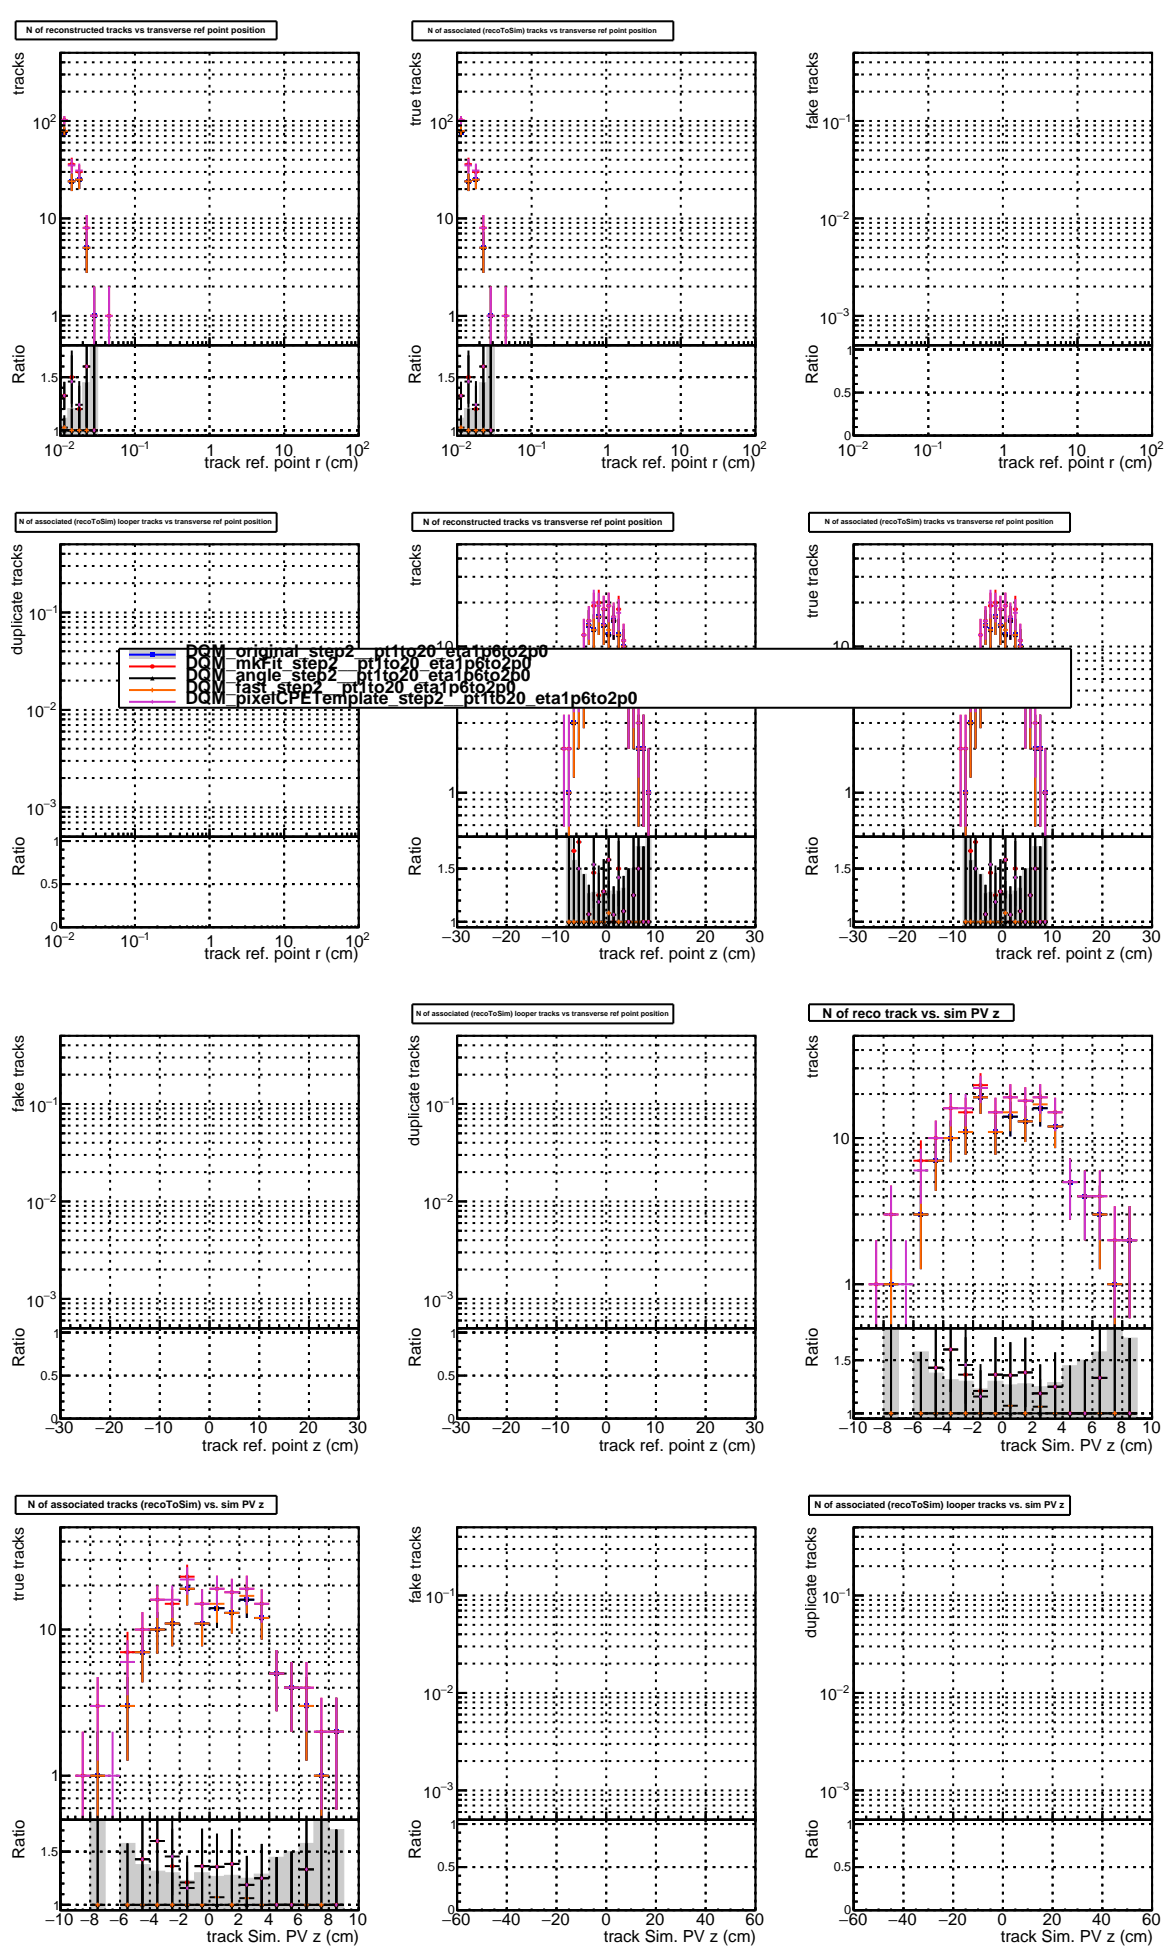 N of reconstructed tracks vs transverse ref point position
tracks
10²
10
1
Ratio
1.5
1
10⁻² 10⁻¹ 1 10 10²
track ref. point r (cm)
N of associated (recoToSim) tracks vs transverse ref point position
true tracks
10²
10
1
Ratio
1.5
1
10⁻² 10⁻¹ 1 10 10²
track ref. point r (cm)
fake tracks
10⁻¹
10⁻²
10⁻³
Ratio
1
0.5
0
10⁻² 10⁻¹ 1 10 10²
track ref. point r (cm)
N of associated (recoToSim) looper tracks vs transverse ref point position
duplicate tracks
10⁻¹
10⁻²
10⁻³
Ratio
1
0.5
0
10⁻² 10⁻¹ 1 10 10²
track ref. point r (cm)
N of reconstructed tracks vs transverse ref point position
tracks
10
1
Ratio
1.5
1
−30 −20 −10 0 10 20 30
track ref. point z (cm)
N of associated (recoToSim) tracks vs transverse ref point position
true tracks
10
1
Ratio
1.5
1
−30 −20 −10 0 10 20 30
track ref. point z (cm)
DQM_original_step2__pt1to20_eta1p6to2p0
DQM_mkFit_step2__pt1to20_eta1p6to2p0
DQM_angle_step2__pt1to20_eta1p6to2p0
DQM_fast_step2__pt1to20_eta1p6to2p0
DQM_pixelCPETemplate_step2__pt1to20_eta1p6to2p0
fake tracks
10⁻¹
10⁻²
10⁻³
Ratio
1
0.5
0
−30 −20 −10 0 10 20 30
track ref. point z (cm)
N of associated (recoToSim) looper tracks vs transverse ref point position
duplicate tracks
10⁻¹
10⁻²
10⁻³
Ratio
1
0.5
0
−30 −20 −10 0 10 20 30
track ref. point z (cm)
N of reco track vs. sim PV z
tracks
10
1
Ratio
1.5
1
−10 −8 −6 −4 −2 0 2 4 6 8 10
track Sim. PV z (cm)
N of associated tracks (recoToSim) vs. sim PV z
true tracks
10
1
Ratio
1.5
1
−10 −8 −6 −4 −2 0 2 4 6 8 10
track Sim. PV z (cm)
fake tracks
10⁻¹
10⁻²
10⁻³
Ratio
1
0.5
0
−60 −40 −20 0 20 40 60
track Sim. PV z (cm)
N of associated (recoToSim) looper tracks vs. sim PV z
duplicate tracks
10⁻¹
10⁻²
10⁻³
Ratio
1
0.5
0
−60 −40 −20 0 20 40 60
track Sim. PV z (cm)